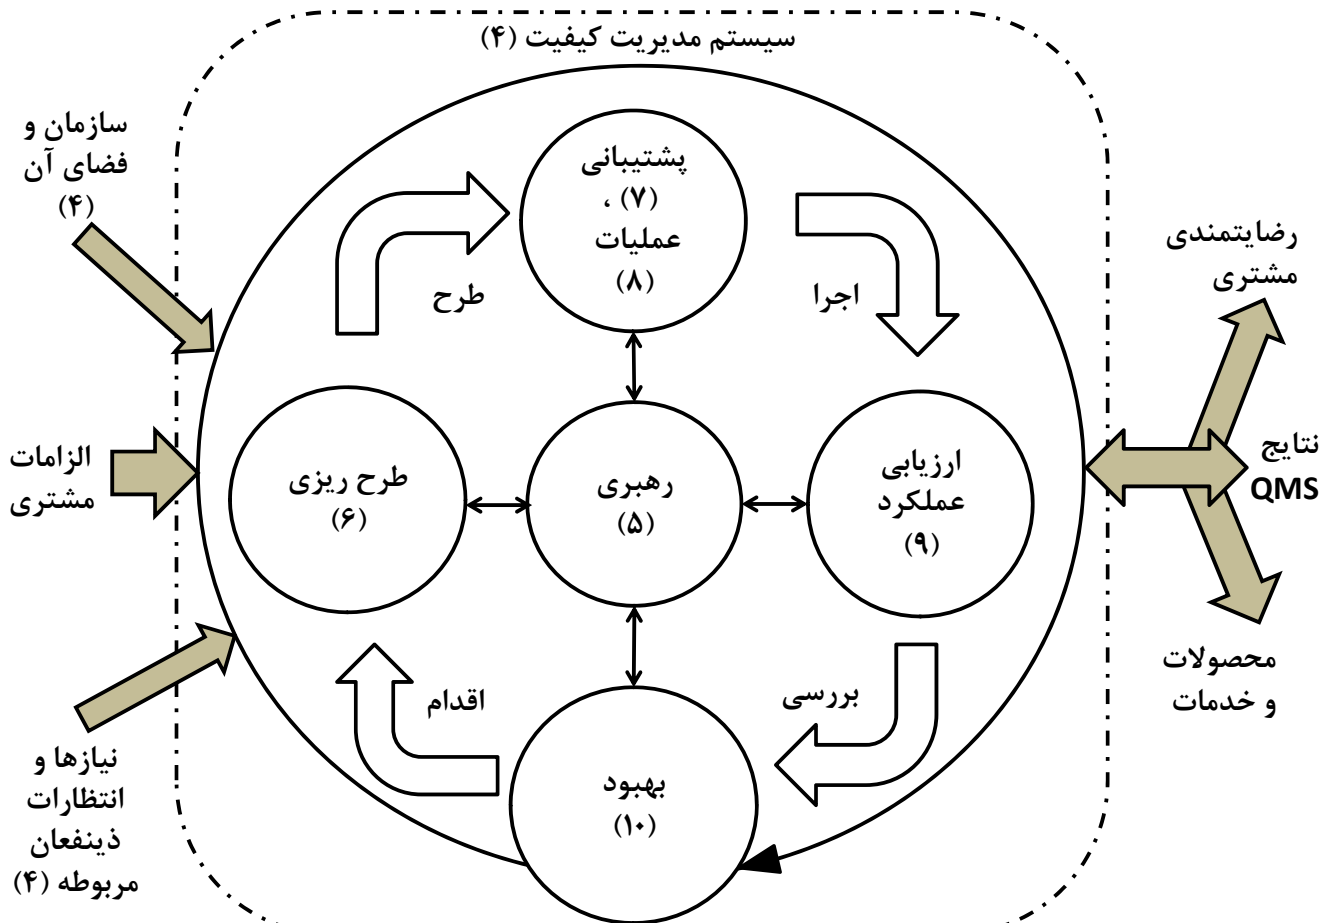 سیستم مدیریت کیفیت (۴)
سازمان و
فضای آن
(۴)
پشتیبانی
(۷) ،
عملیات
(۸)
رضایتمندی
مشتری
طرح
اجرا
الزامات
مشتری
طرح ریزی
(۶)
رهبری
(۵)
ارزیابی
عملکرد
(۹)
نتایج
QMS
اقدام
بررسی
محصولات
و خدمات
نیازها و
انتظارات
ذینفعان
مربوطه (۴)
بهبود
(۱۰)